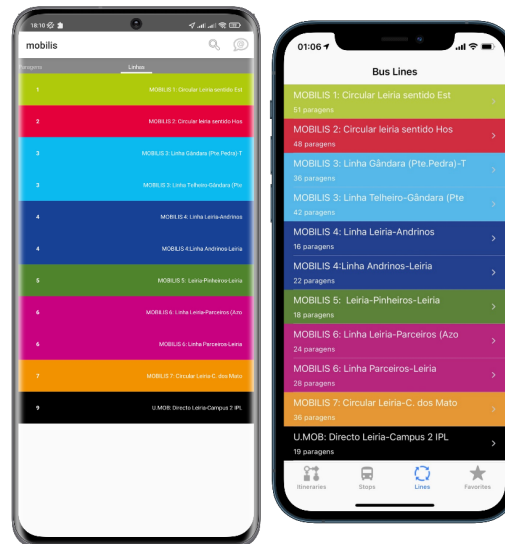 18:10
mobilis
Paragens
Linhas
1 MOBILIS 1: Circular Leiria sentido Est
2 MOBILIS 2: Circular leiria sentido Hos
3 MOBILIS 3: Linha Gândara (Pte.Pedra)-T
3 MOBILIS 3: Linha Telheiro-Gândara (Pte
4 MOBILIS 4: Linha Leiria-Andrinos
4 MOBILIS 4:Linha Andrinos-Leiria
5 MOBILIS 5: Leiria-Pinheiros-Leiria
6 MOBILIS 6: Linha Leiria-Parceiros (Azo
6 MOBILIS 6: Linha Parceiros-Leiria
7 MOBILIS 7: Circular Leiria-C. dos Mato
9 U.MOB: Directo Leiria-Campus 2 IPL
01:06
Bus Lines
MOBILIS 1: Circular Leiria sentido Est
51 paragens
MOBILIS 2: Circular leiria sentido Hos
48 paragens
MOBILIS 3: Linha Gândara (Pte.Pedra)-T
36 paragens
MOBILIS 3: Linha Telheiro-Gândara (Pte
42 paragens
MOBILIS 4: Linha Leiria-Andrinos
16 paragens
MOBILIS 4:Linha Andrinos-Leiria
22 paragens
MOBILIS 5: Leiria-Pinheiros-Leiria
18 paragens
MOBILIS 6: Linha Leiria-Parceiros (Azo
24 paragens
MOBILIS 6: Linha Parceiros-Leiria
28 paragens
MOBILIS 7: Circular Leiria-C. dos Mato
36 paragens
U.MOB: Directo Leiria-Campus 2 IPL
19 paragens
Itineraries
Stops
Lines
Favorites